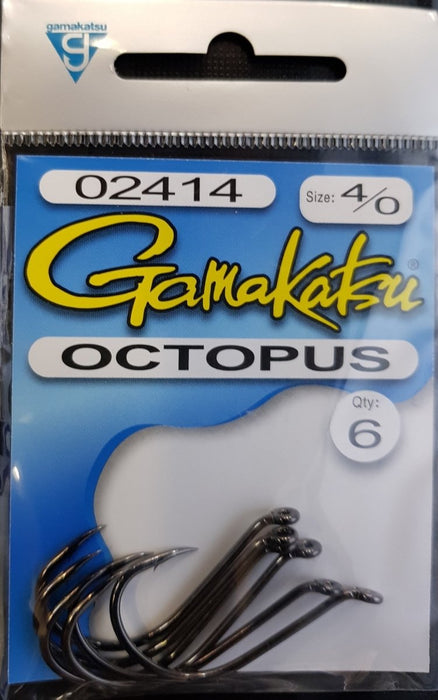 gamakatsu
g
02414
Size: 4/0
Gamakatsu®
OCTOPUS
Qty:
6